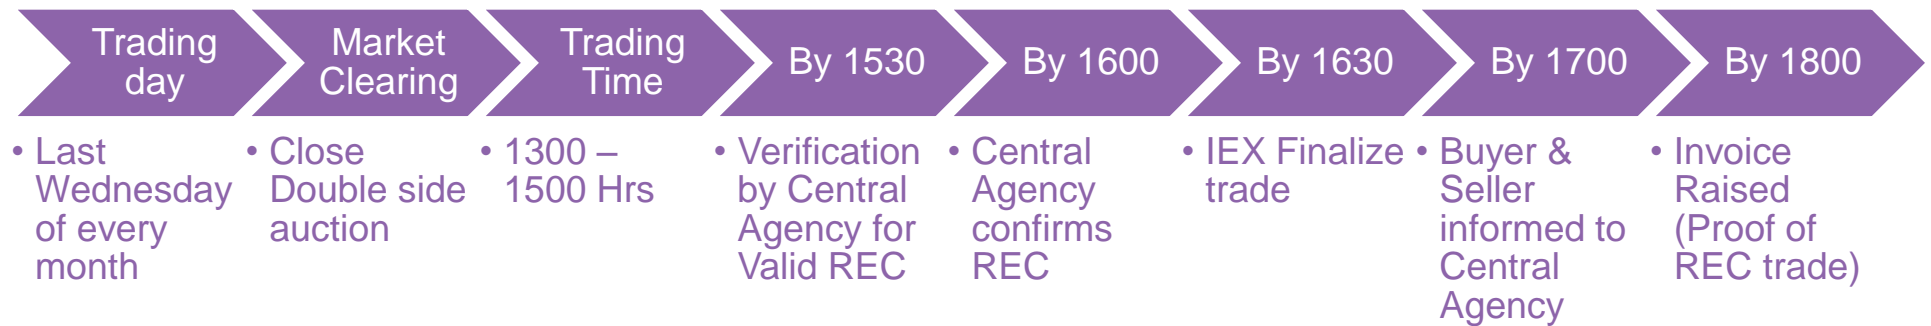 Trading
day
Market
Clearing
Trading
Time
By 1530
By 1600
By 1630
By 1700
By 1800
• Last
Wednesday
of every
month
• Close
Double side
auction
• 1300 –
1500 Hrs
• Verification
by Central
Agency for
Valid REC
• Central
Agency
confirms
REC
• IEX Finalize
trade
• Buyer &
Seller
informed to
Central
Agency
• Invoice
Raised
(Proof of
REC trade)